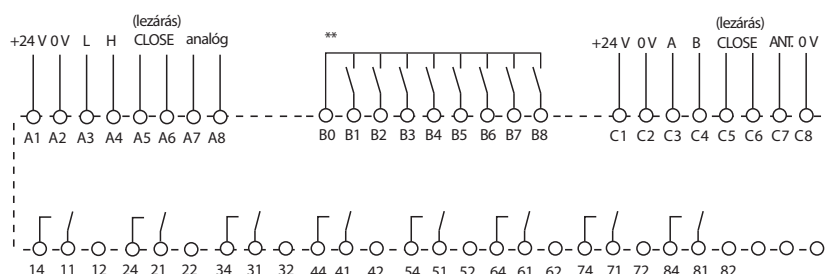 (lezárás) (lezárás)
+24 V 0 V L H CLOSE analóg ** +24 V 0 V A B CLOSE) ANT. 0 V
A1 A2 A3 A4 A5 A6 A7 A8 B0 B1 B2 B3 B4 B5 B6 B7 B8 C1 C2 C3 C4 C5 C6 C7 C8
14 11 12 24 21 22 34 31 32 44 41 42 54 51 52 64 61 62 74 71 72 84 81 82